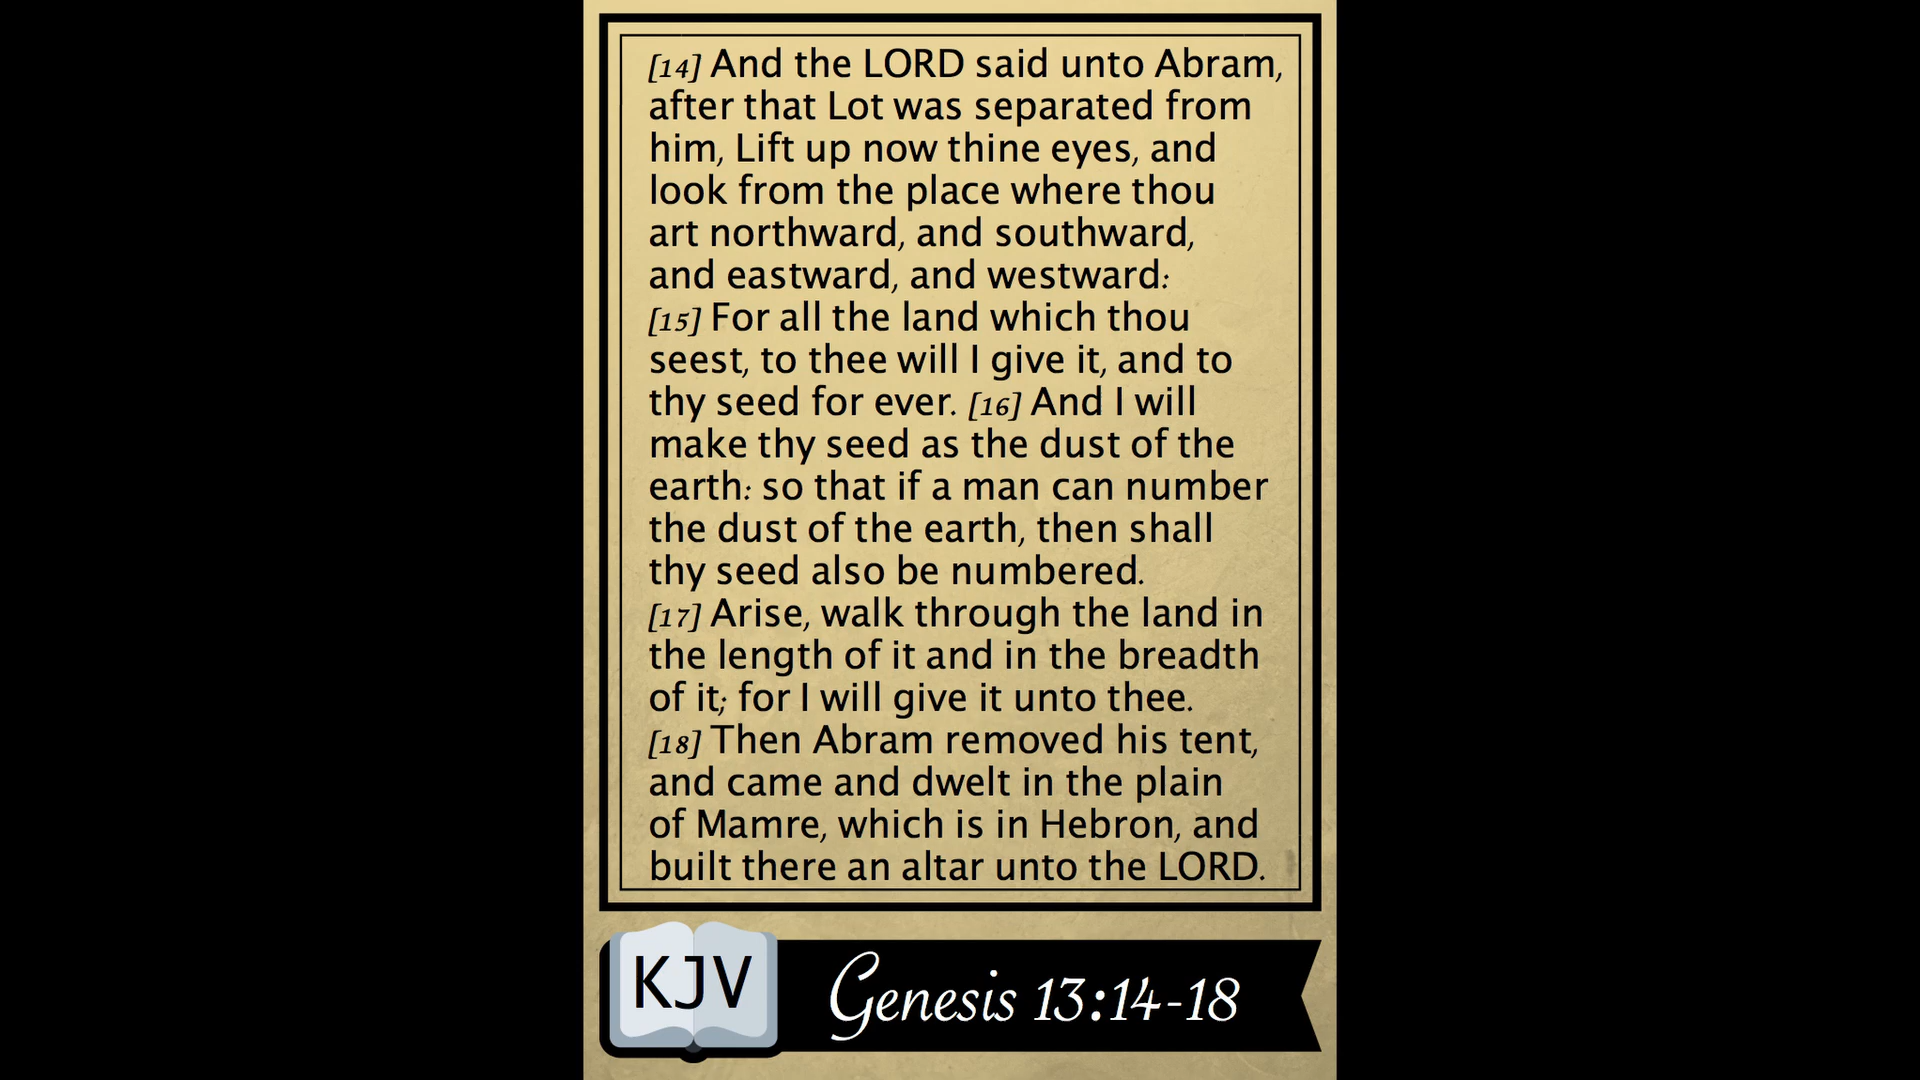 [14] And the LORD said unto Abram,
after that Lot was separated from
him, Lift up now thine eyes, and
look from the place where thou
art northward, and southward,
and eastward, and westward:
[15] For all the land which thou
seest, to thee will I give it, and to
thy seed for ever. [16] And I will
make thy seed as the dust of the
earth: so that if a man can number
the dust of the earth, then shall
thy seed also be numbered.
[17] Arise, walk through the land in
the length of it and in the breadth
of it; for I will give it unto thee.
[18] Then Abram removed his tent,
and came and dwelt in the plain
of Mamre, which is in Hebron, and
built there an altar unto the LORD.
KJV
Genesis 13:14-18